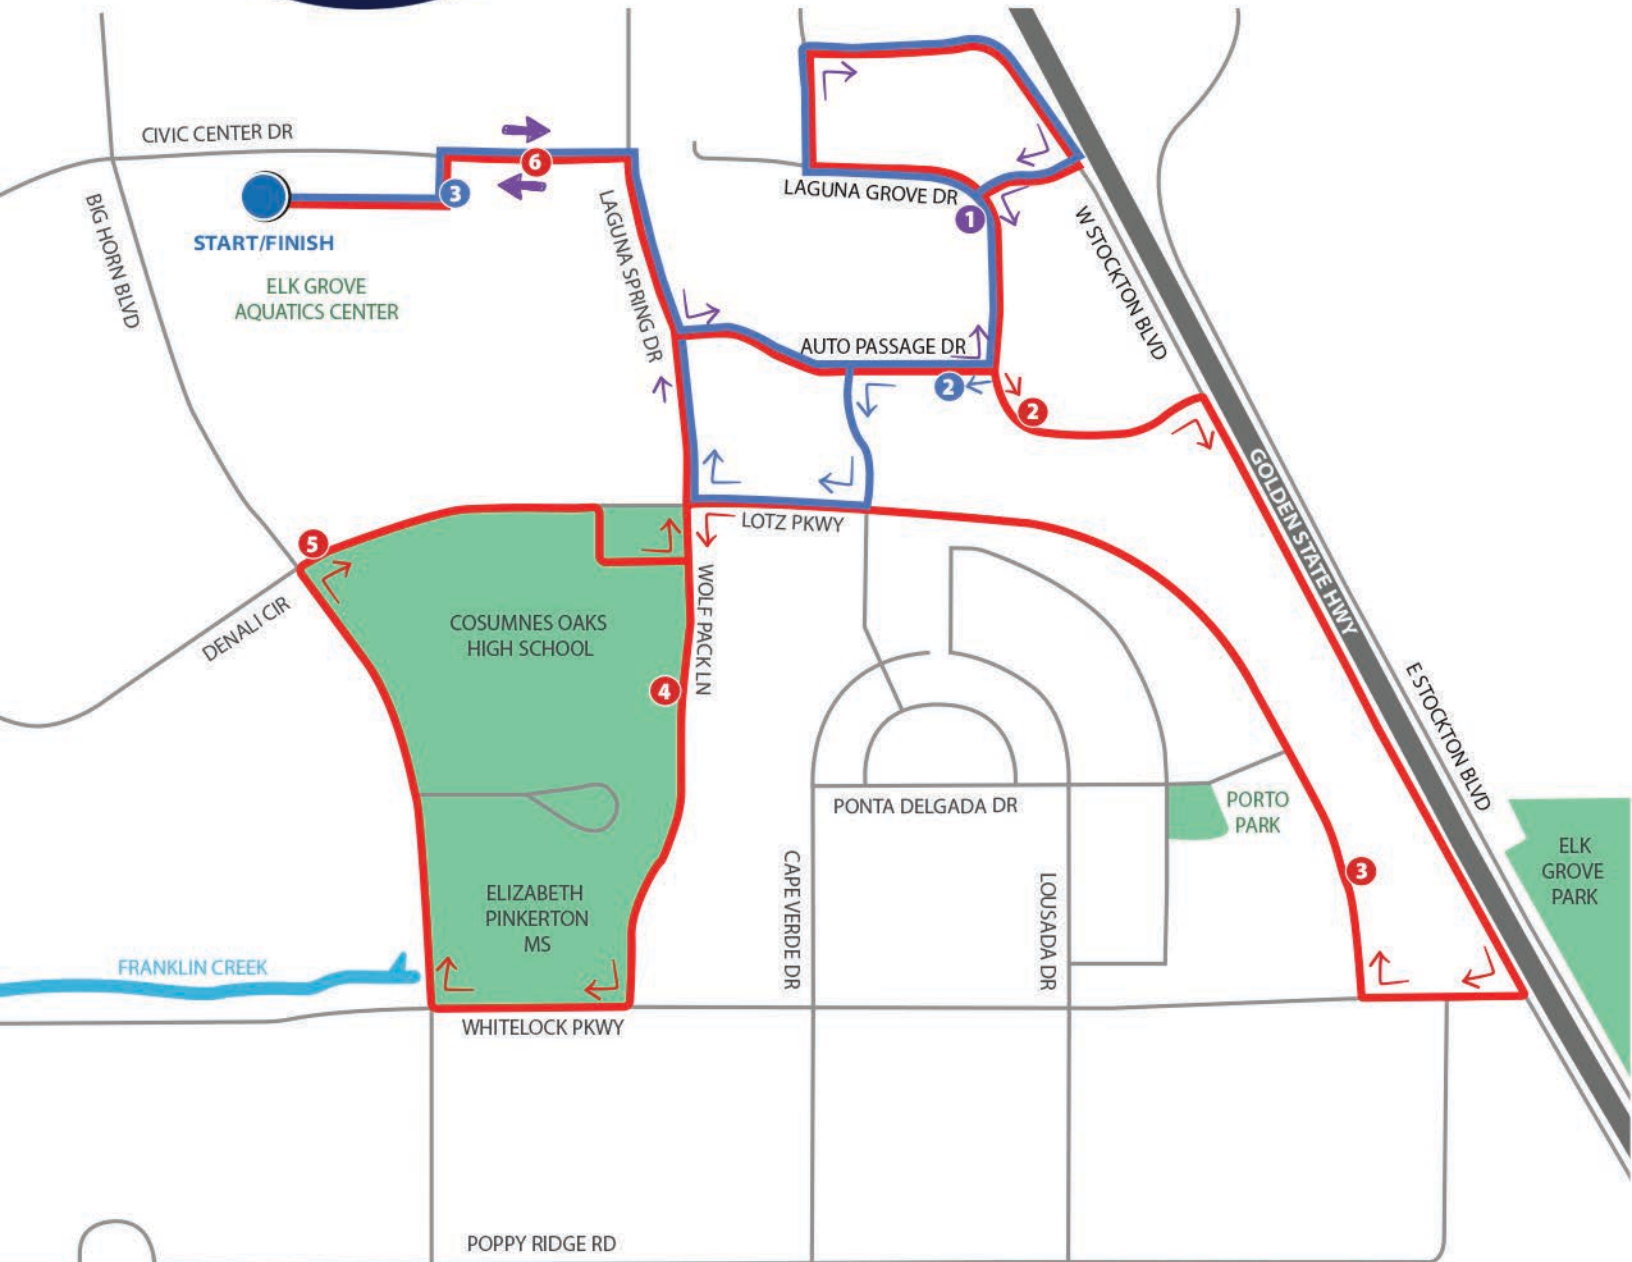 CIVIC CENTER DR
6
3
START/FINISH
ELK GROVE
AQUATICS CENTER
BIG HORN BLVD
LAGUNA SPRING DR
LAGUNA GROVE DR
1
W STOCKTON BLVD
AUTO PASSAGE DR
2
2
GOLDEN STATE HWY
LOTZ PKWY
5
DENALI CIR
COSUMNES OAKS
HIGH SCHOOL
WOLF PACK LN
4
E STOCKTON BLVD
PONTA DELGADA DR
PORTO
PARK
ELK
GROVE
PARK
3
CAPE VERDE DR
LOUSADA DR
ELIZABETH
PINKERTON
MS
FRANKLIN CREEK
WHITELOCK PKWY
POPPY RIDGE RD